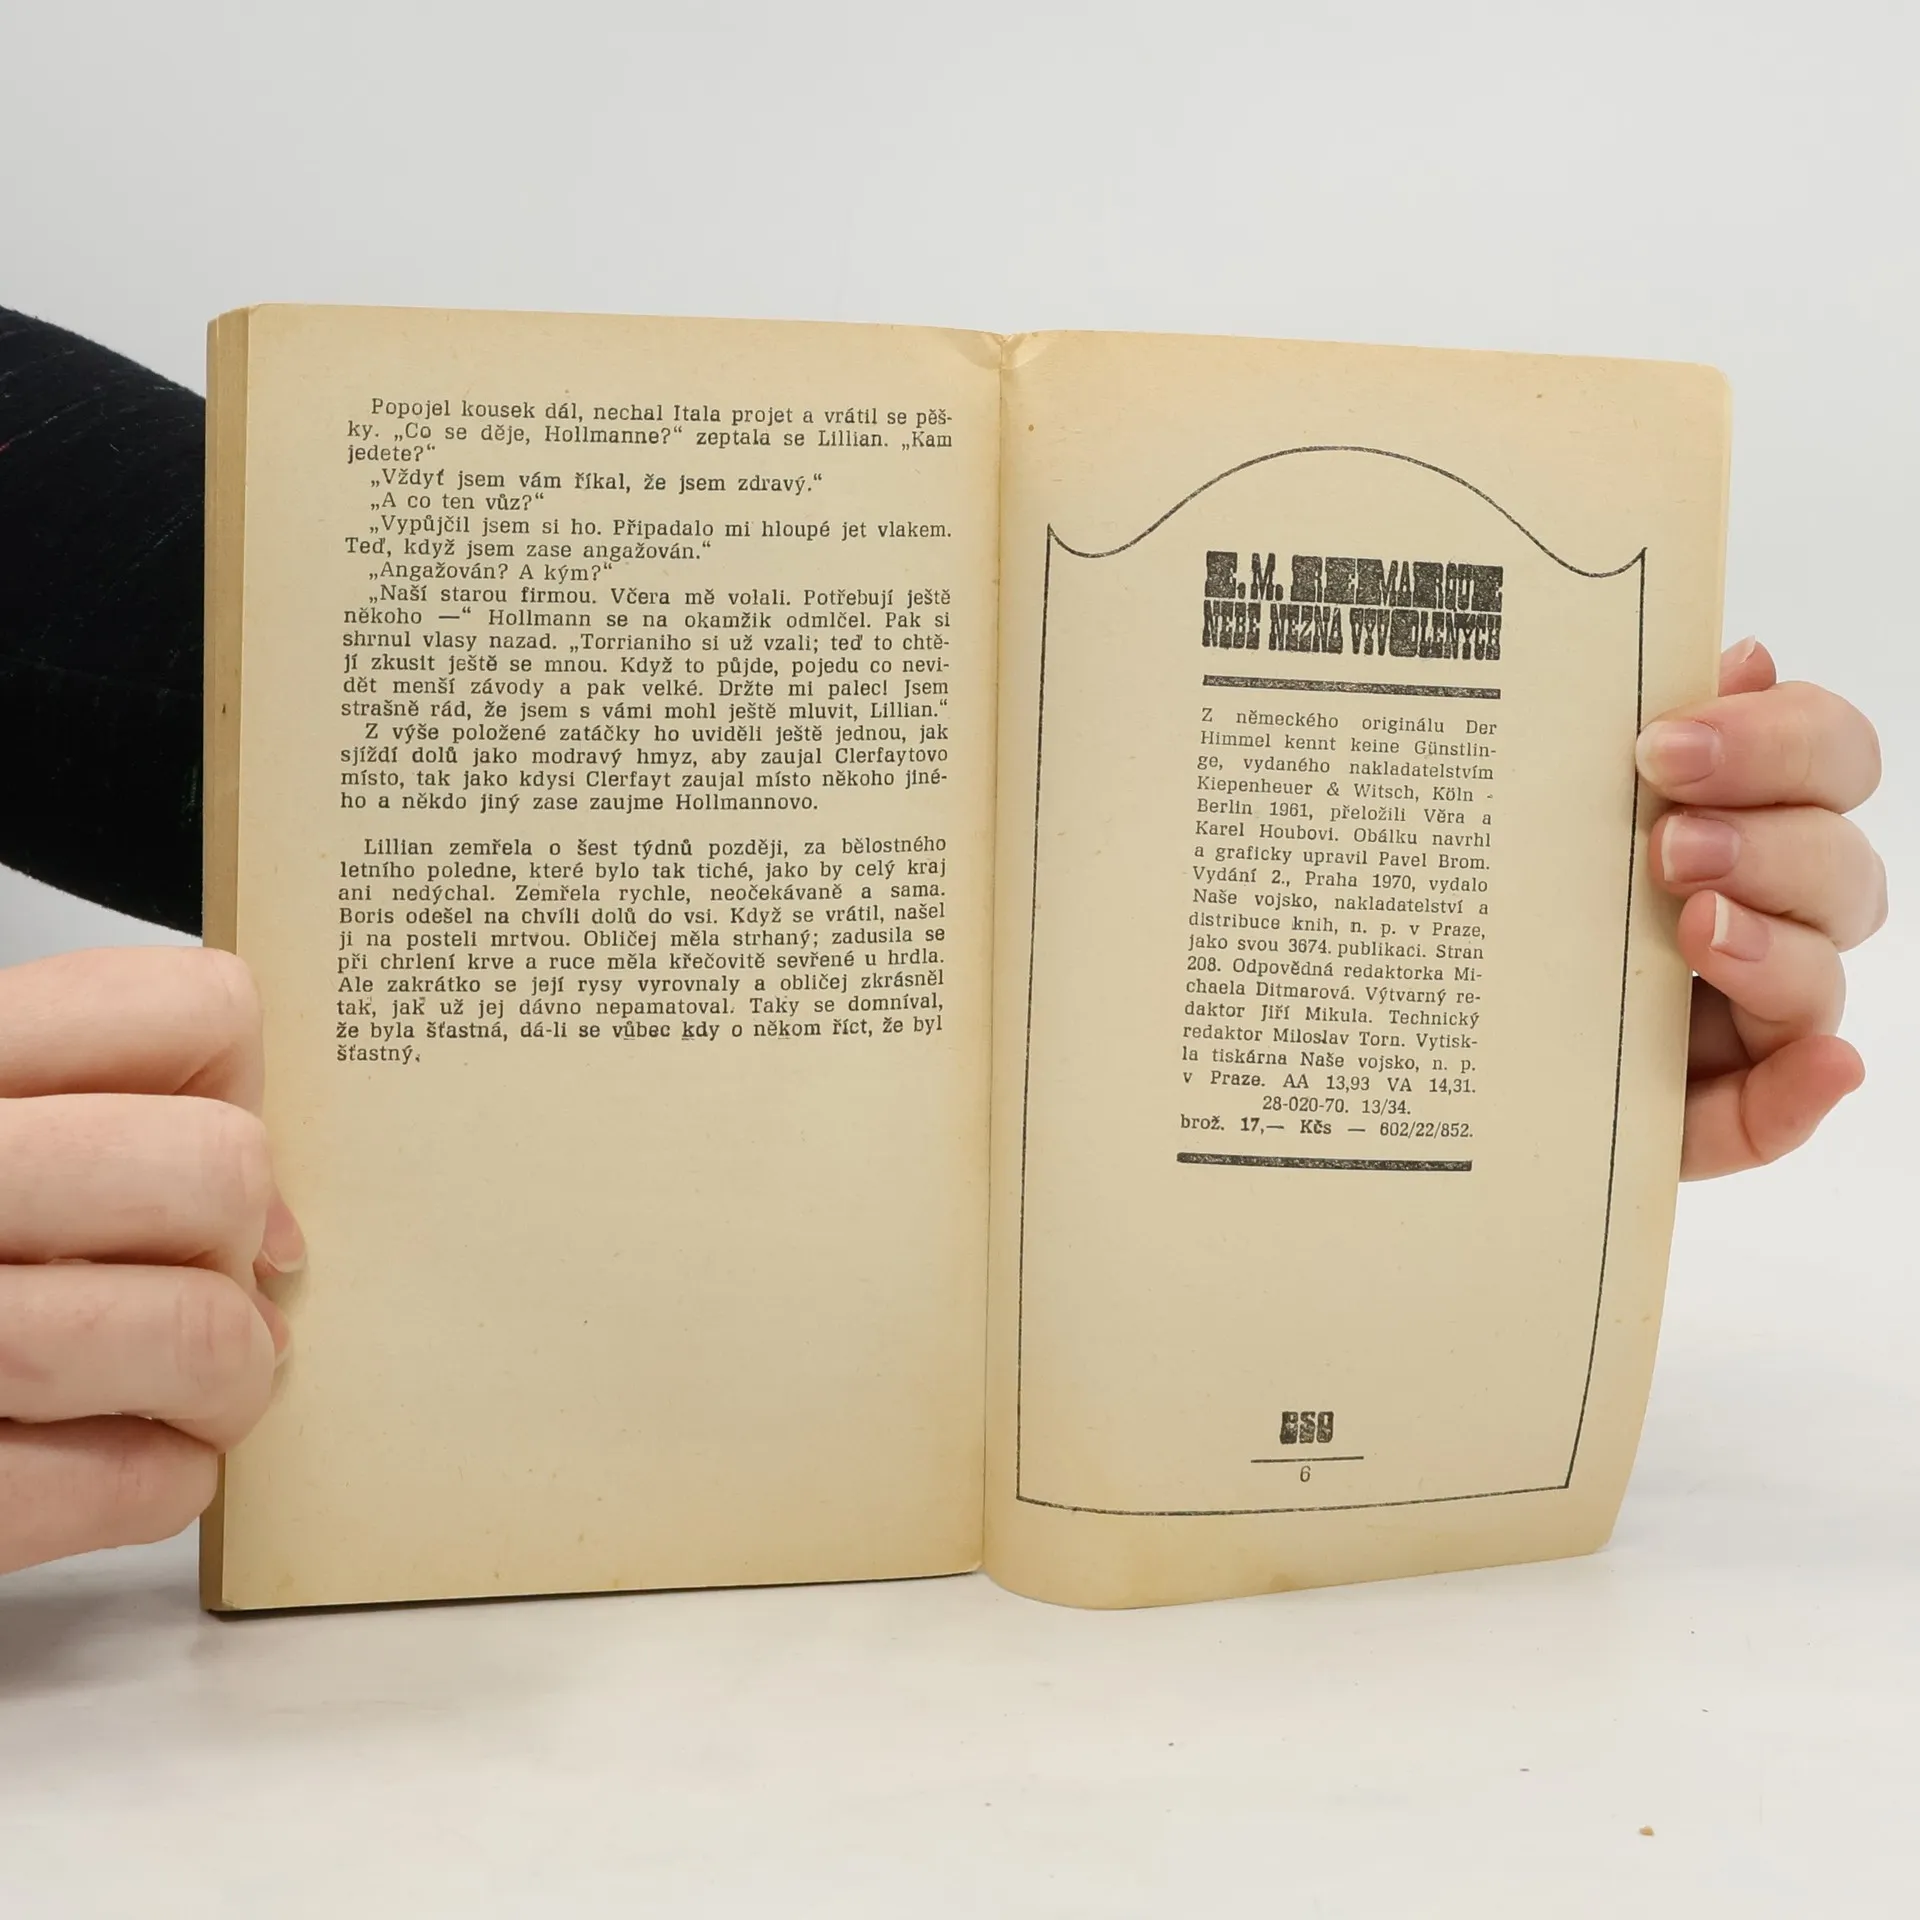 Popojel kousek dál, nechal Itala projet a vrátil se pěš-
ky. „Co se děje, Hollmanne?“ zeptala se Lillian. „Kam
jedete?“
„Vždyť jsem vám říkal, že jsem zdravý.“
„A co ten vůz?“
„Vypůjčil jsem si ho. Připadalo mi hloupé jet vlakem.
Teď, když jsem zase angažován.“
„Angažován? A kým?“
„Naší starou firmou. Včera mě volali. Potřebují ještě
někoho —“ Hollmann se na okamžik odmlčel. Pak si
shrnul vlasy nazad. „Torrianiho si už vzali; teď to chtě-
jí zkusit ještě se mnou. Když to půjde, pojedu co nevi-
dět menší závody a pak velké. Držte mi palec! Jsem
strašně rád, že jsem s vámi mohl ještě mluvit, Lillian.“
Z výše položené zatáčky ho uviděli ještě jednou, jak
sjíždí dolů jako modravý hmyz, aby zaujal Clerfaytovo
místo, tak jako kdysi Clerfayt zaujal místo někoho jiné-
ho a někdo jiný zase zaujme Hollmannovo.
Lillian zemřela o šest týdnů později, za bělostného
letního poledne, které bylo tak tiché, jako by celý kraj
ani nedýchal. Zemřela rychle, neočekávaně a sama.
Boris odešel na chvíli dolů do vsi. Když se vrátil, našel
ji na posteli mrtvou. Obličej měla strhaný; zadusila se
při chrlení krve a ruce měla křečovitě sevřené u hrdla.
Ale zakrátko se její rysy vyrovnaly a obličej zkrásněl
tak, jak už jej dávno nepamatoval. Taky se domníval,
že byla šťastná, dá-li se vůbec kdy o někom říct, že byl
šťastný.
E. M. REMARQUE
NEBE NEZNÁ VYVOLENÝCH
Z německého originálu Der
Himmel kennt keine Günstlin-
ge, vydaného nakladatelstvím
Kiepenheuer & Witsch, Köln -
Berlin 1961, přeložili Věra a
Karel Houbovi. Obálku navrhl
a graficky upravil Pavel Brom.
Vydání 2., Praha 1970, vydalo
Naše vojsko, nakladatelství a
distribuce knih, n. p. v Praze,
jako svou 3674. publikaci. Stran
208. Odpovědná redaktorka Mi-
chaela Ditmarová. Výtvarný re-
daktor Jiří Mikula. Technický
redaktor Miloslav Torn. Vytisk-
la tiskárna Naše vojsko, n. p.
v Praze. AA 13,93 VA 14,31.
28-020-70. 13/34.
brož. 17,— Kčs — 602/22/852.
6